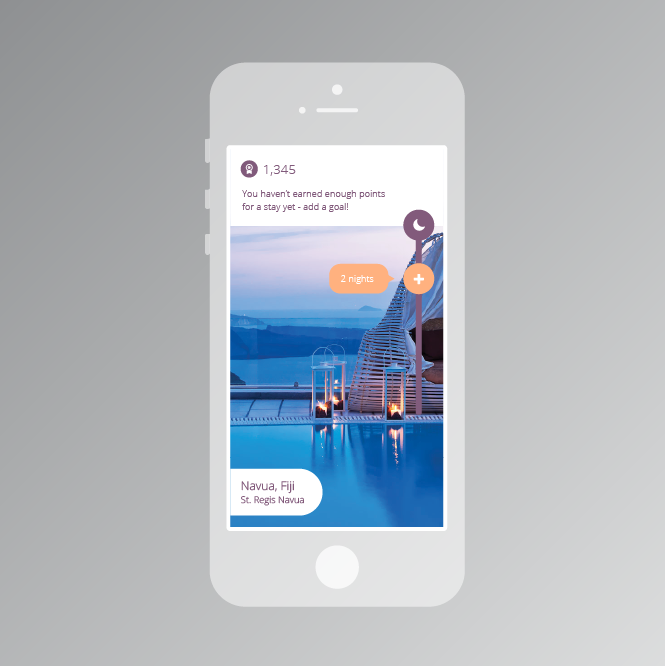 1,345
You haven't earned enough points
for a stay yet - add a goal!
2 nights
Navua, Fiji
St. Regis Navua